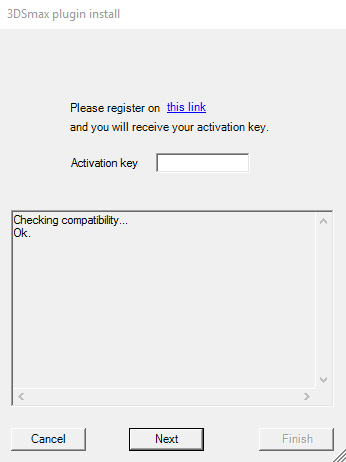 3DSmax plugin install
Please register on this link
and you will receive your activation key.
Activation key
Checking compatibility...
Ok.
Cancel
Next
Finish